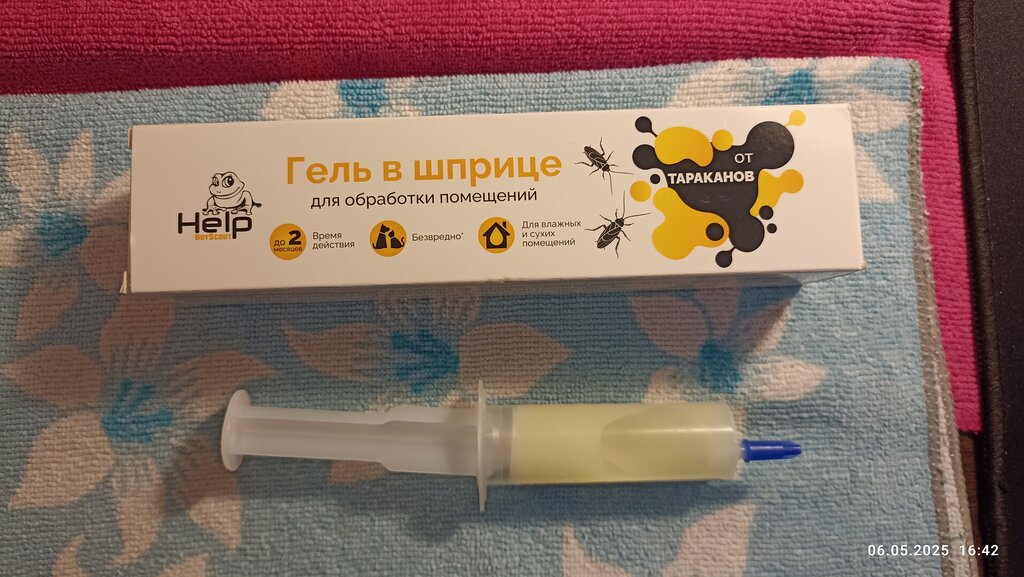 Гель в шприце
для обработки помещений
от
ТАРАКАНОВ
Help
BOYSCOUT
до 2
месяцев
Время
действия
Безвредно*
Для влажных
и сухих
помещений
06.05.2025 16:42